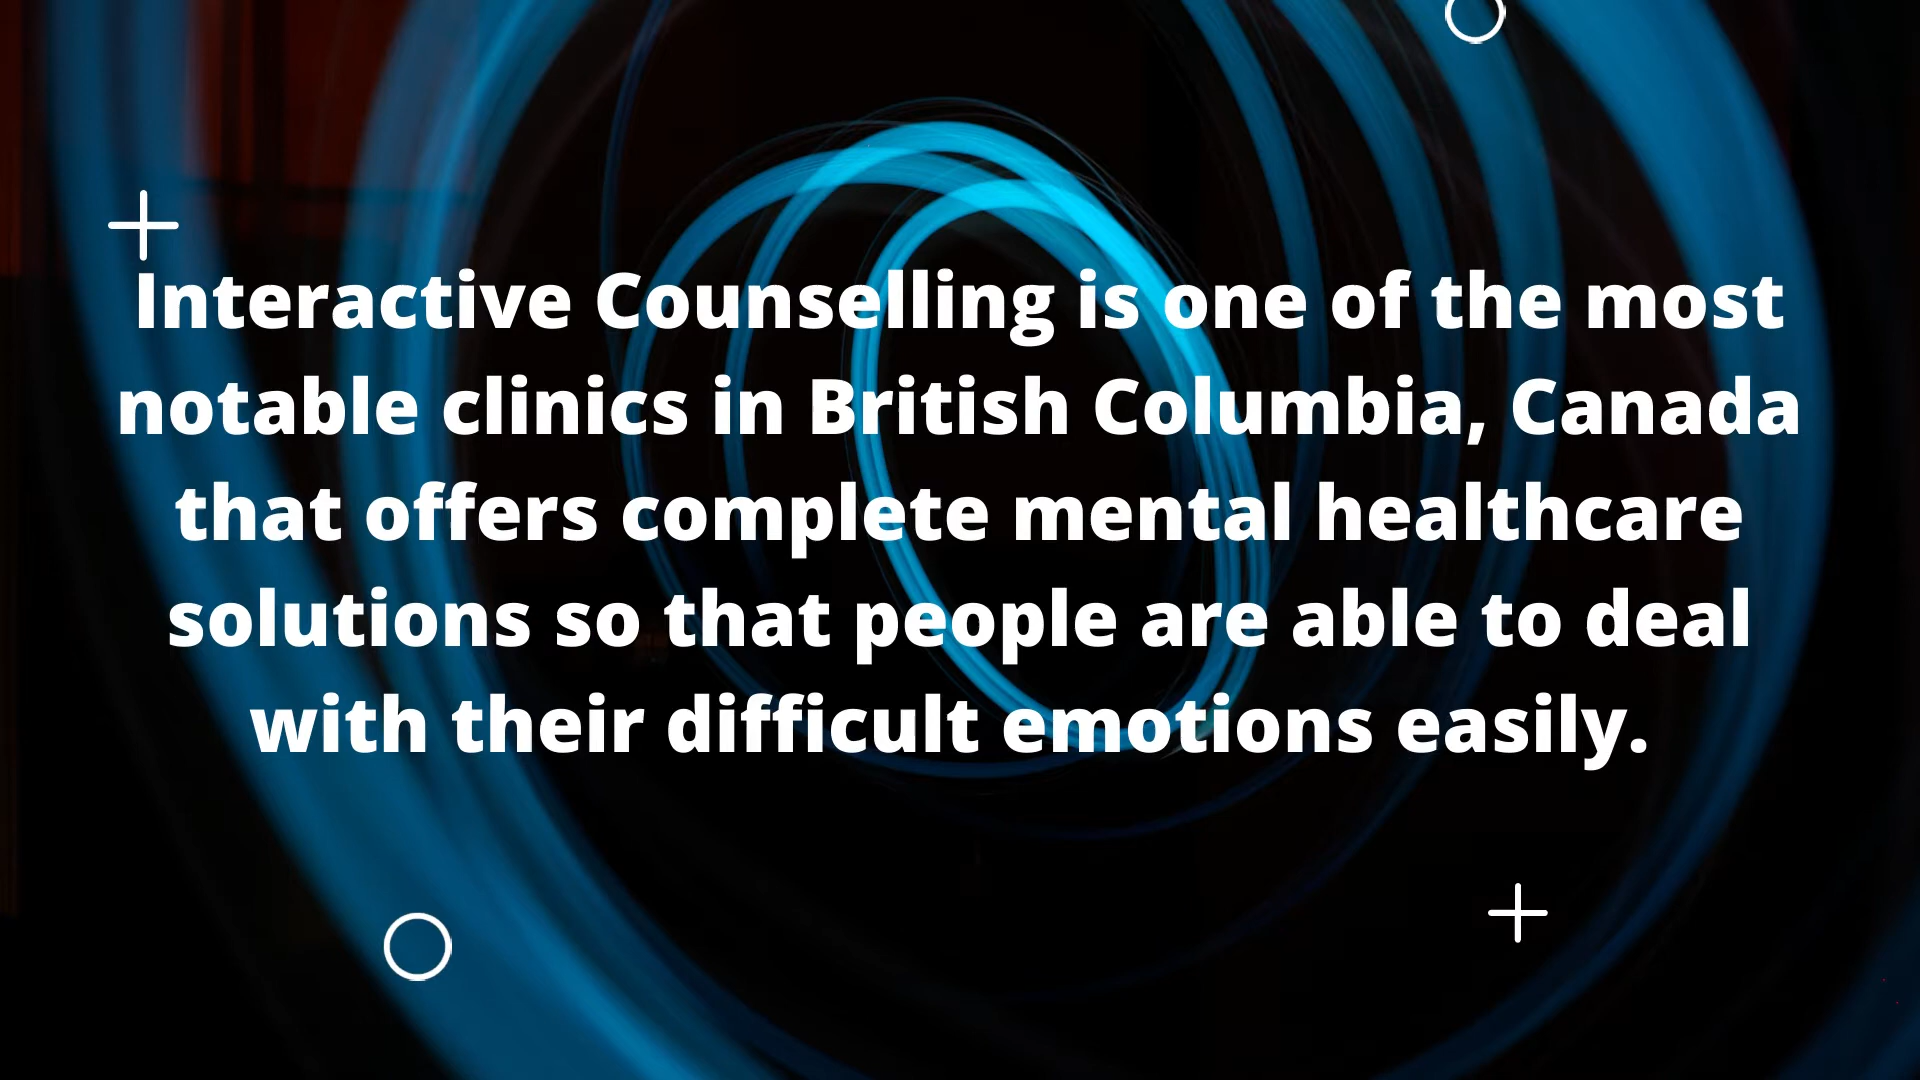 Interactive Counselling is one of the most
notable clinics in British Columbia, Canada
that offers complete mental healthcare
solutions so that people are able to deal
with their difficult emotions easily.